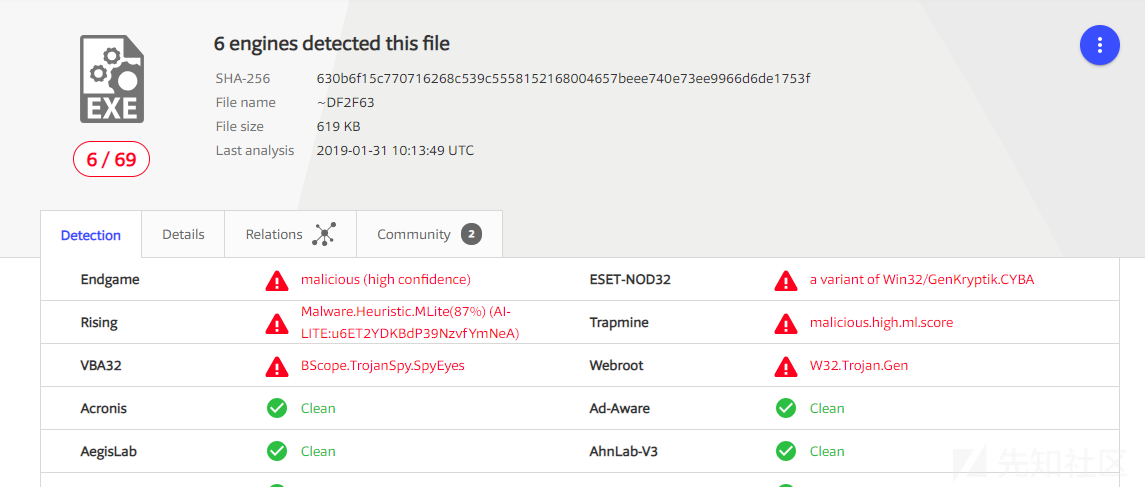 6 engines detected this file
SHA-256 630b6f15c770716268c539c5558152168004657beee740e73ee9966d6de1753f
File name ~DF2F63
File size 619 KB
Last analysis 2019-01-31 10:13:49 UTC
EXE
6 / 69
Detection Details Relations Community 2
Endgame malicious (high confidence) ESET-NOD32 a variant of Win32/GenKryptik.CYBA
Rising Malware.Heuristic.MLite(87%) (AI-
LITE:u6ET2YDKBdP39NzvfYmNeA) Trapmine malicious.high.ml.score
VBA32 BScope.TrojanSpy.SpyEyes Webroot W32.Trojan.Gen
Acronis Clean Ad-Aware Clean
AegisLab Clean AhnLab-V3 Clean
先知社区